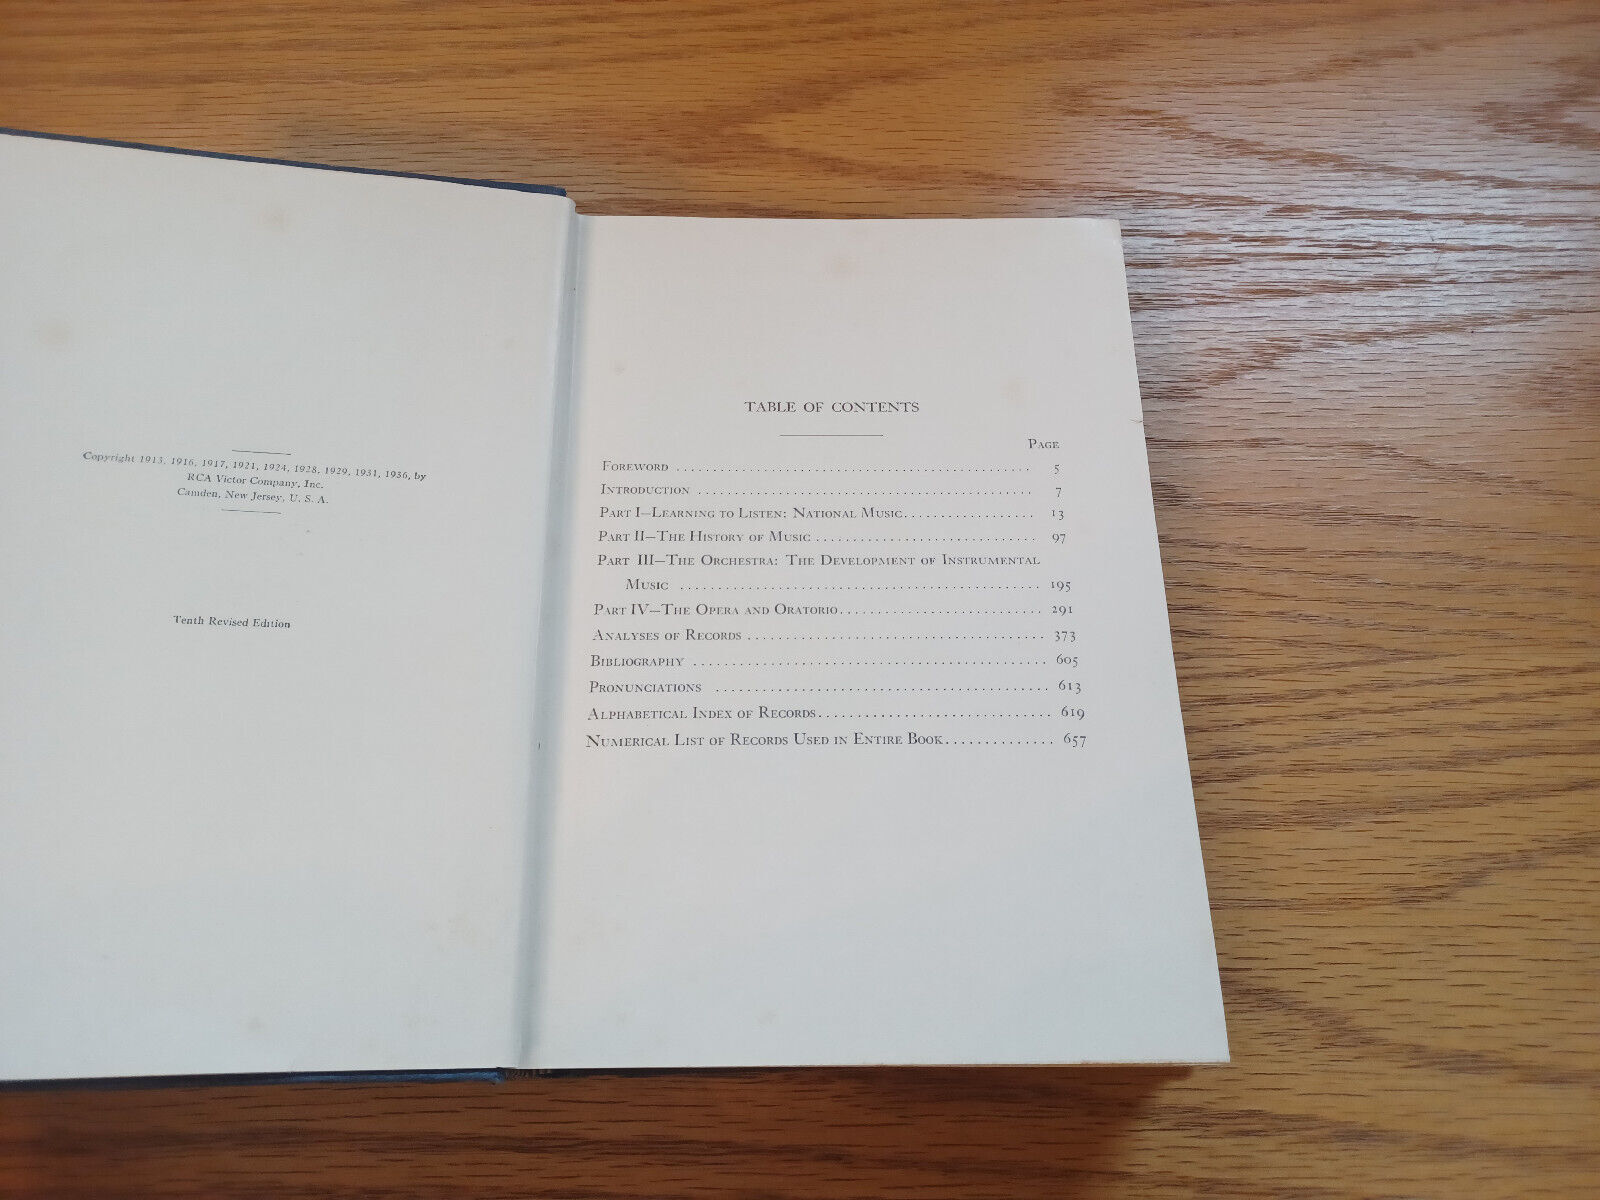 Copyright 1913, 1916, 1917, 1921, 1924, 1928, 1929, 1931, 1936, by
RCA Victor Company, Inc.
Camden, New Jersey, U. S. A.
Tenth Revised Edition
TABLE OF CONTENTS
Page
Foreword 5
Introduction 7
Part I—Learning to Listen: National Music 13
Part II—The History of Music 97
Part III—The Orchestra: The Development of Instrumental
Music 195
Part IV—The Opera and Oratorio 291
Analyses of Records 373
Bibliography 605
Pronunciations 613
Alphabetical Index of Records 619
Numerical List of Records Used in Entire Book 657